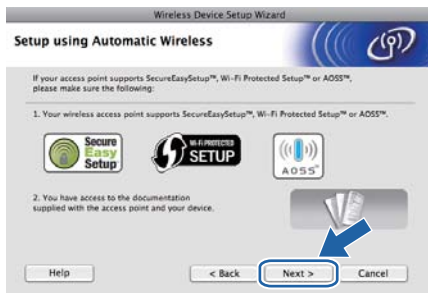 Wireless Device Setup Wizard
Setup using Automatic Wireless
If your access point supports SecureEasySetup™, Wi-Fi Protected Setup™ or AOSS™,
please make sure the following:
1. Your wireless access point supports SecureEasySetup™, Wi-Fi Protected Setup™ or AOSS™.
Secure
Easy
Setup
Wi-Fi PROTECTED
SETUP
AOSS™
2. You have access to the documentation
supplied with the access point and your device.
Help
< Back
Next >
Cancel